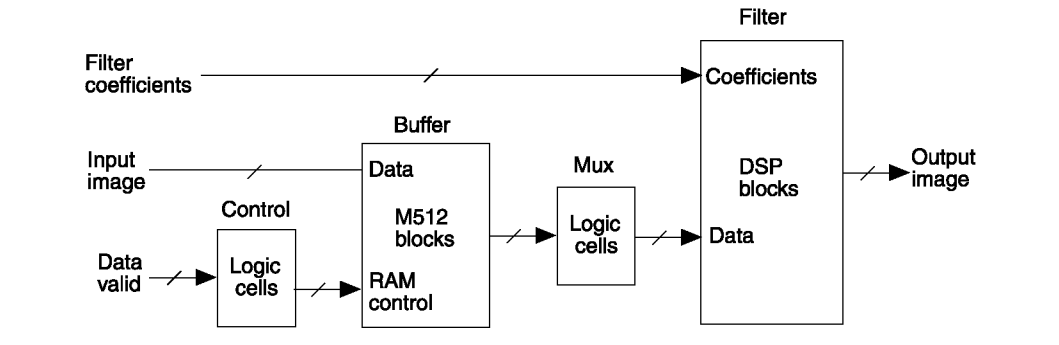 Filter
Filter
coefficients
Coefficients
Buffer
Input
image
Data
Mux
DSP
blocks
Output
image
Control
M512
blocks
Logic
cells
Data
Data
valid
Logic
cells
RAM
control